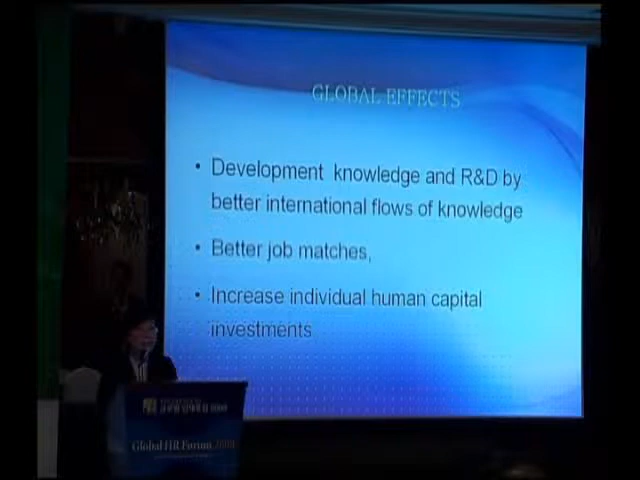 GLOBAL EFFECTS
• Development knowledge and R&D by
better international flows of knowledge
• Better job matches,
• Increase individual human capital
investments
Global HR Forum 2008